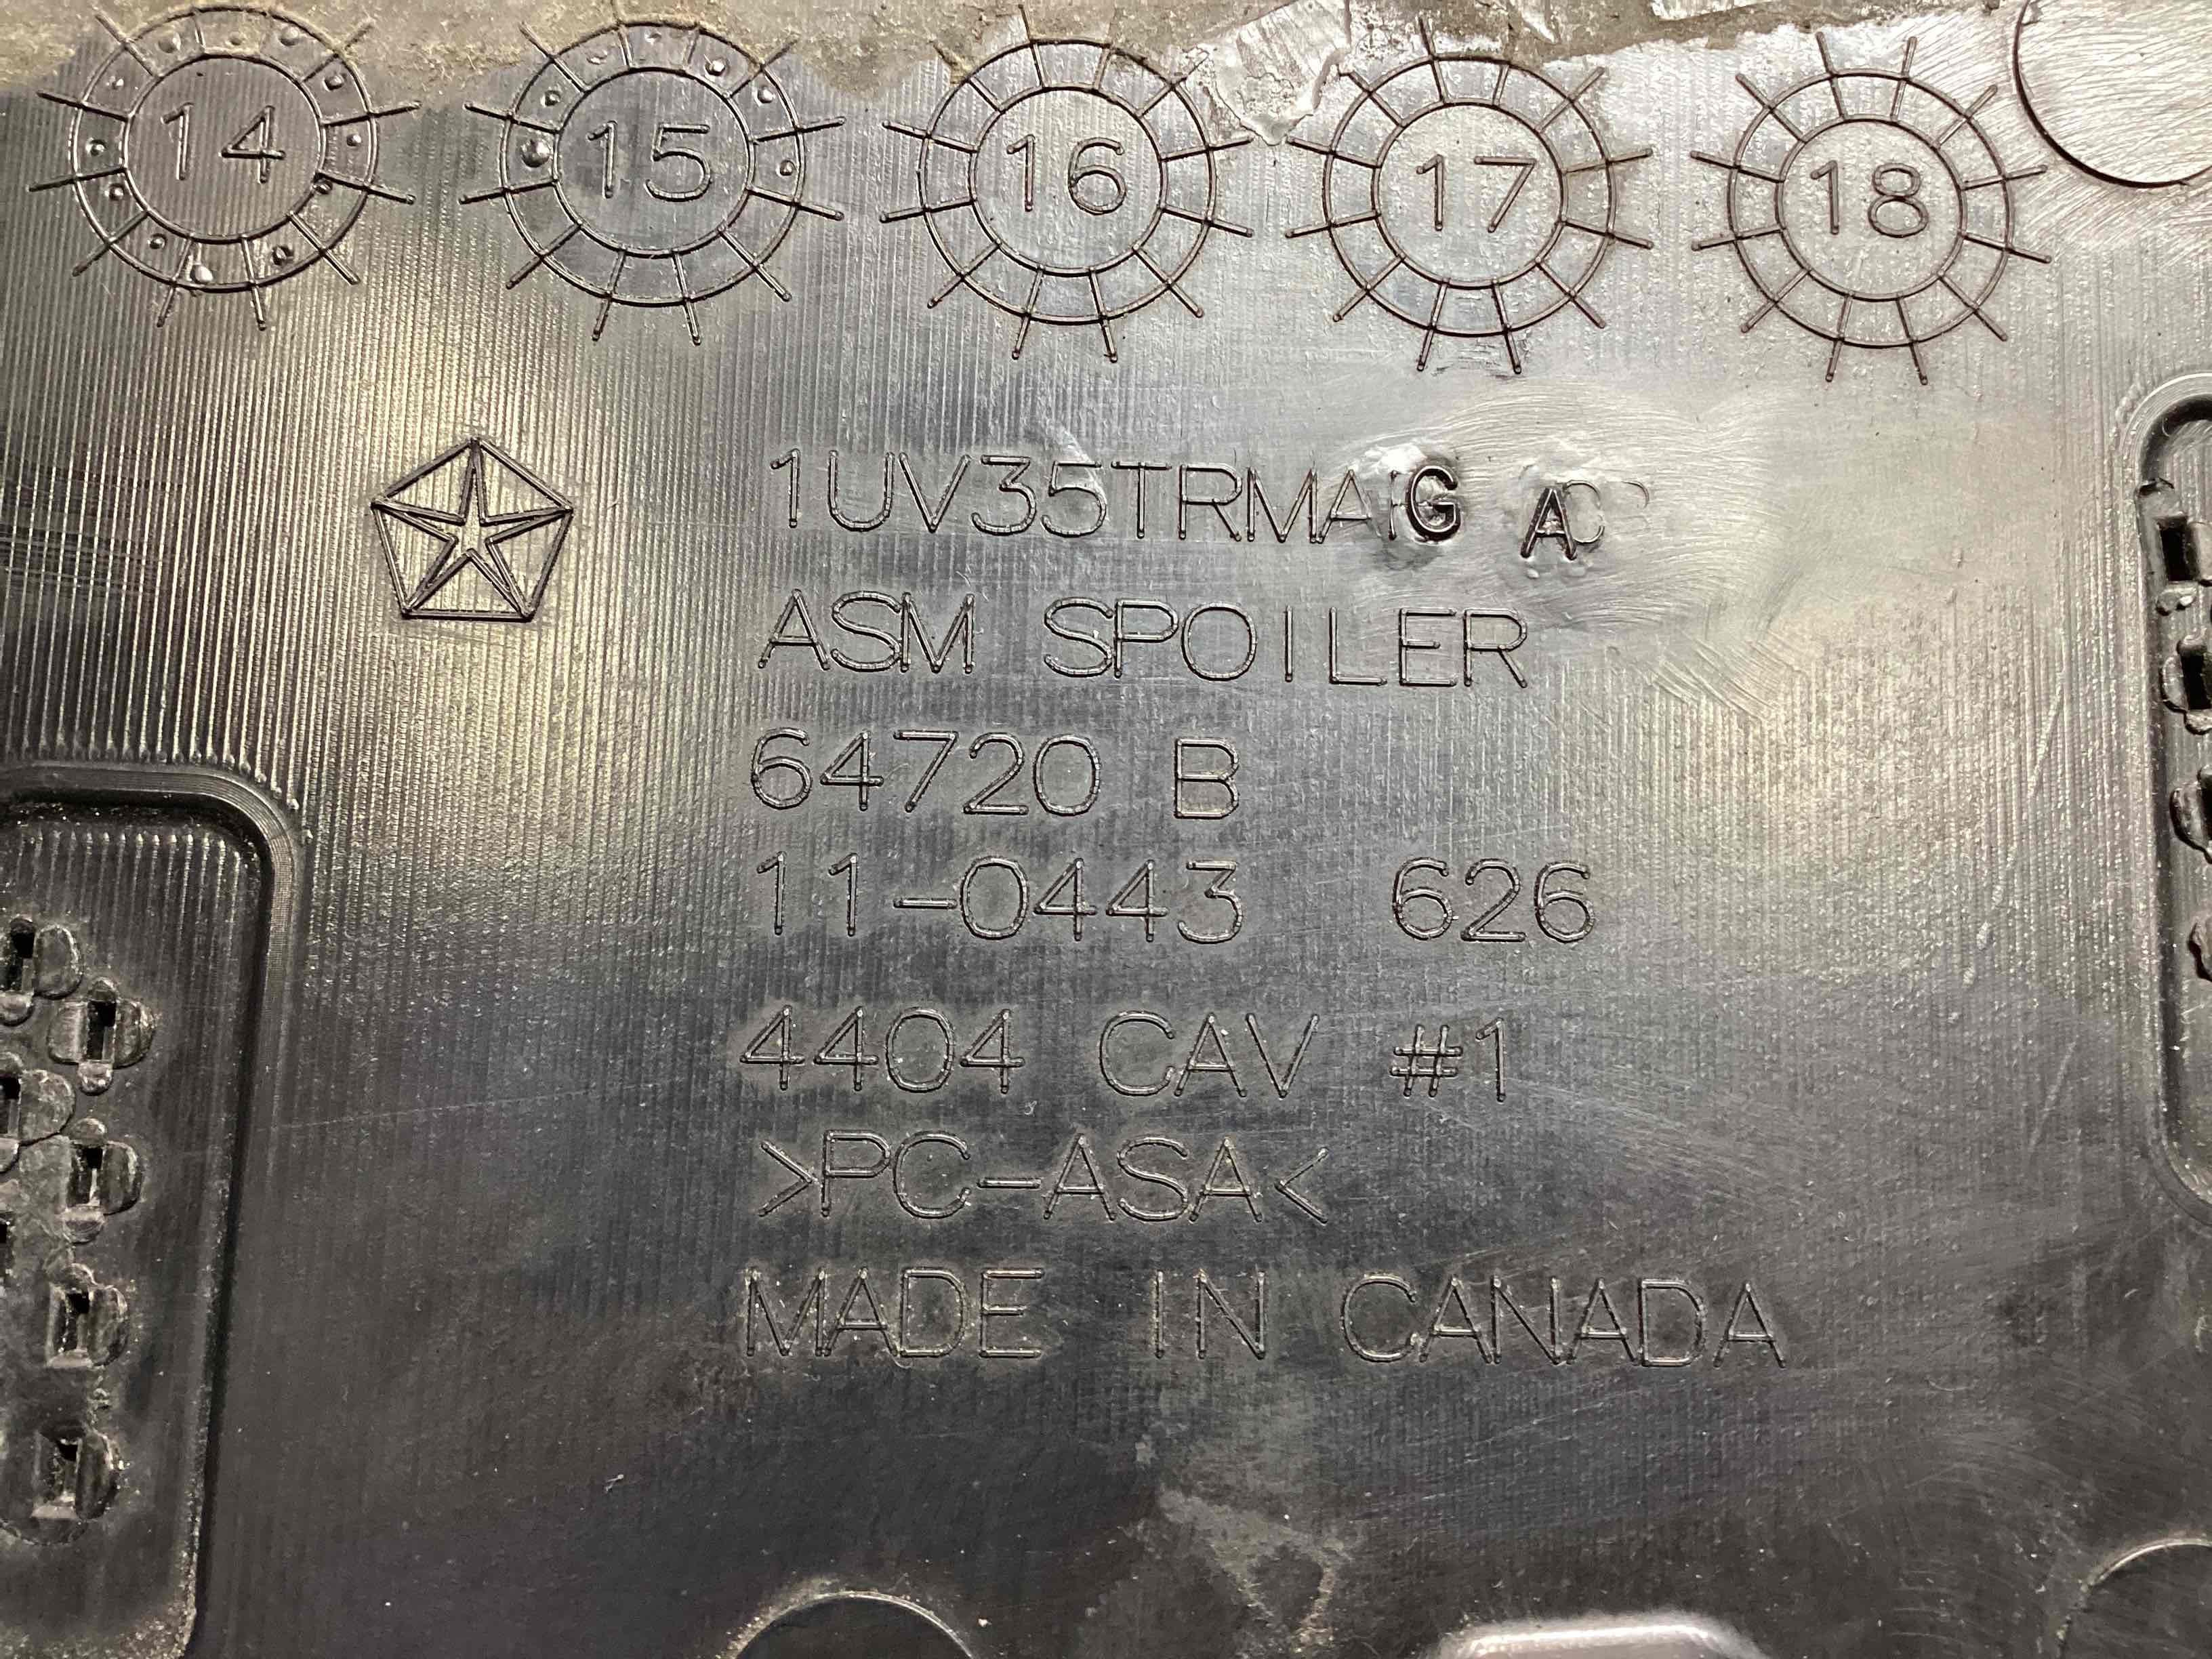 14 15 16 17 18
1UV35TRMAG A
ASM SPOILER
64720 B
11-0443 626
4404 CAV #1
>PC-ASA<
MADE IN CANADA